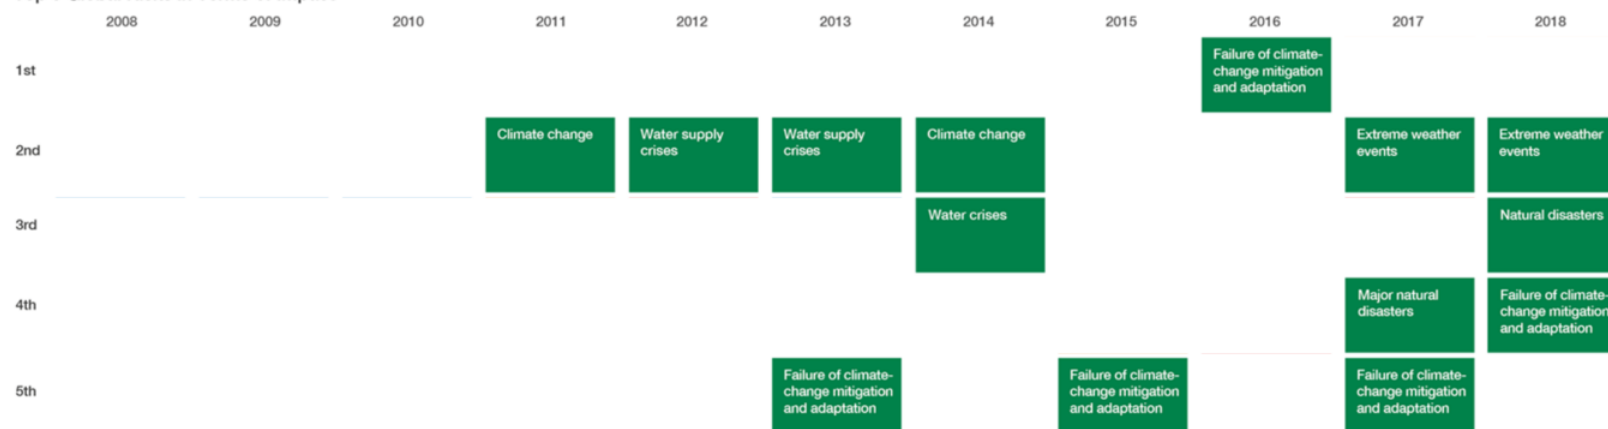 2008 2009 2010 2011 2012 2013 2014 2015 2016 2017 2018
1st
Failure of climate-
change mitigation
and adaptation
2nd
Climate change
Water supply
crises
Water supply
crises
Climate change
Extreme weather
events
Extreme weather
events
3rd
Water crises
Natural disasters
4th
Major natural
disasters
Failure of climate-
change mitigation
and adaptation
5th
Failure of climate-
change mitigation
and adaptation
Failure of climate-
change mitigation
and adaptation
Failure of climate-
change mitigation
and adaptation